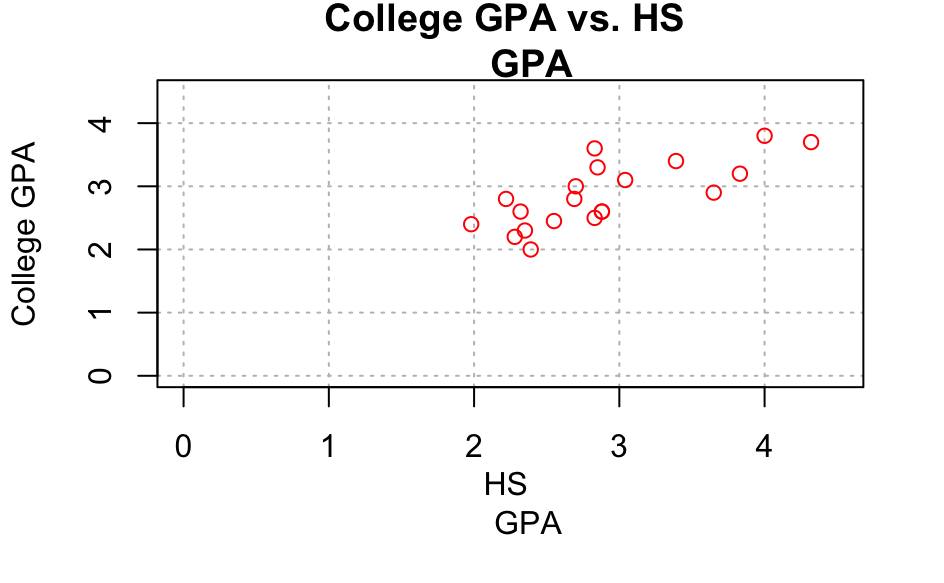 College GPA vs. HS
GPA
College GPA
4
3
2
1
0
0 1 2 3 4
HS
GPA